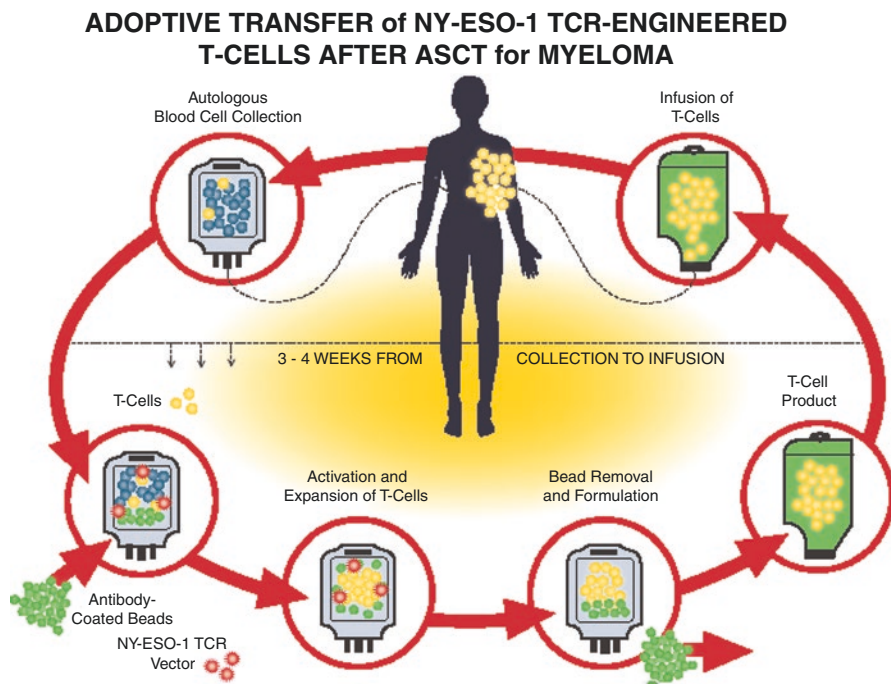 ADOPTIVE TRANSFER of NY-ESO-1 TCR-ENGINEERED
T-CELLS AFTER ASCT for MYELOMA
Autologous
Blood Cell Collection
Infusion of
T-Cells
3 - 4 WEEKS FROM
COLLECTION TO INFUSION
T-Cells
T-Cell
Product
Activation and
Expansion of T-Cells
Bead Removal
and Formulation
Antibody-
Coated Beads
NY-ESO-1 TCR
Vector